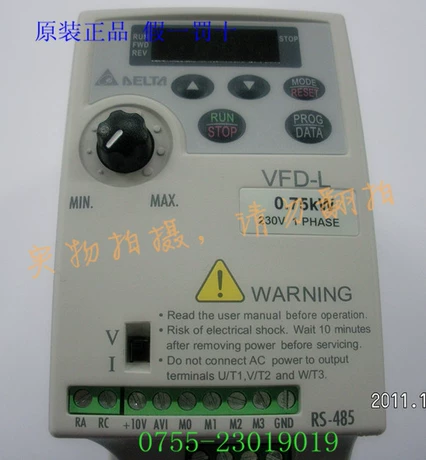 原装正品 假一罚十
RUN
FWD
REV
STOP
DELTA
MODE
RESET
RUN
STOP
PROG
DATA
VFD-L
MIN.
MAX.
0.75kW
230V 1 PHASE
实物拍摄,请勿翻拍
WARNING
• Read the user manual before operation.
• Risk of electrical shock. Wait 10 minutes
after removing power before servicing.
• Do not connect AC power to output
terminals U/T1,V/T2 and W/T3.
V
I
2011.1
RA RC +10V AVI M0 M1 M2 M3 GND RS-485
0755-23019019